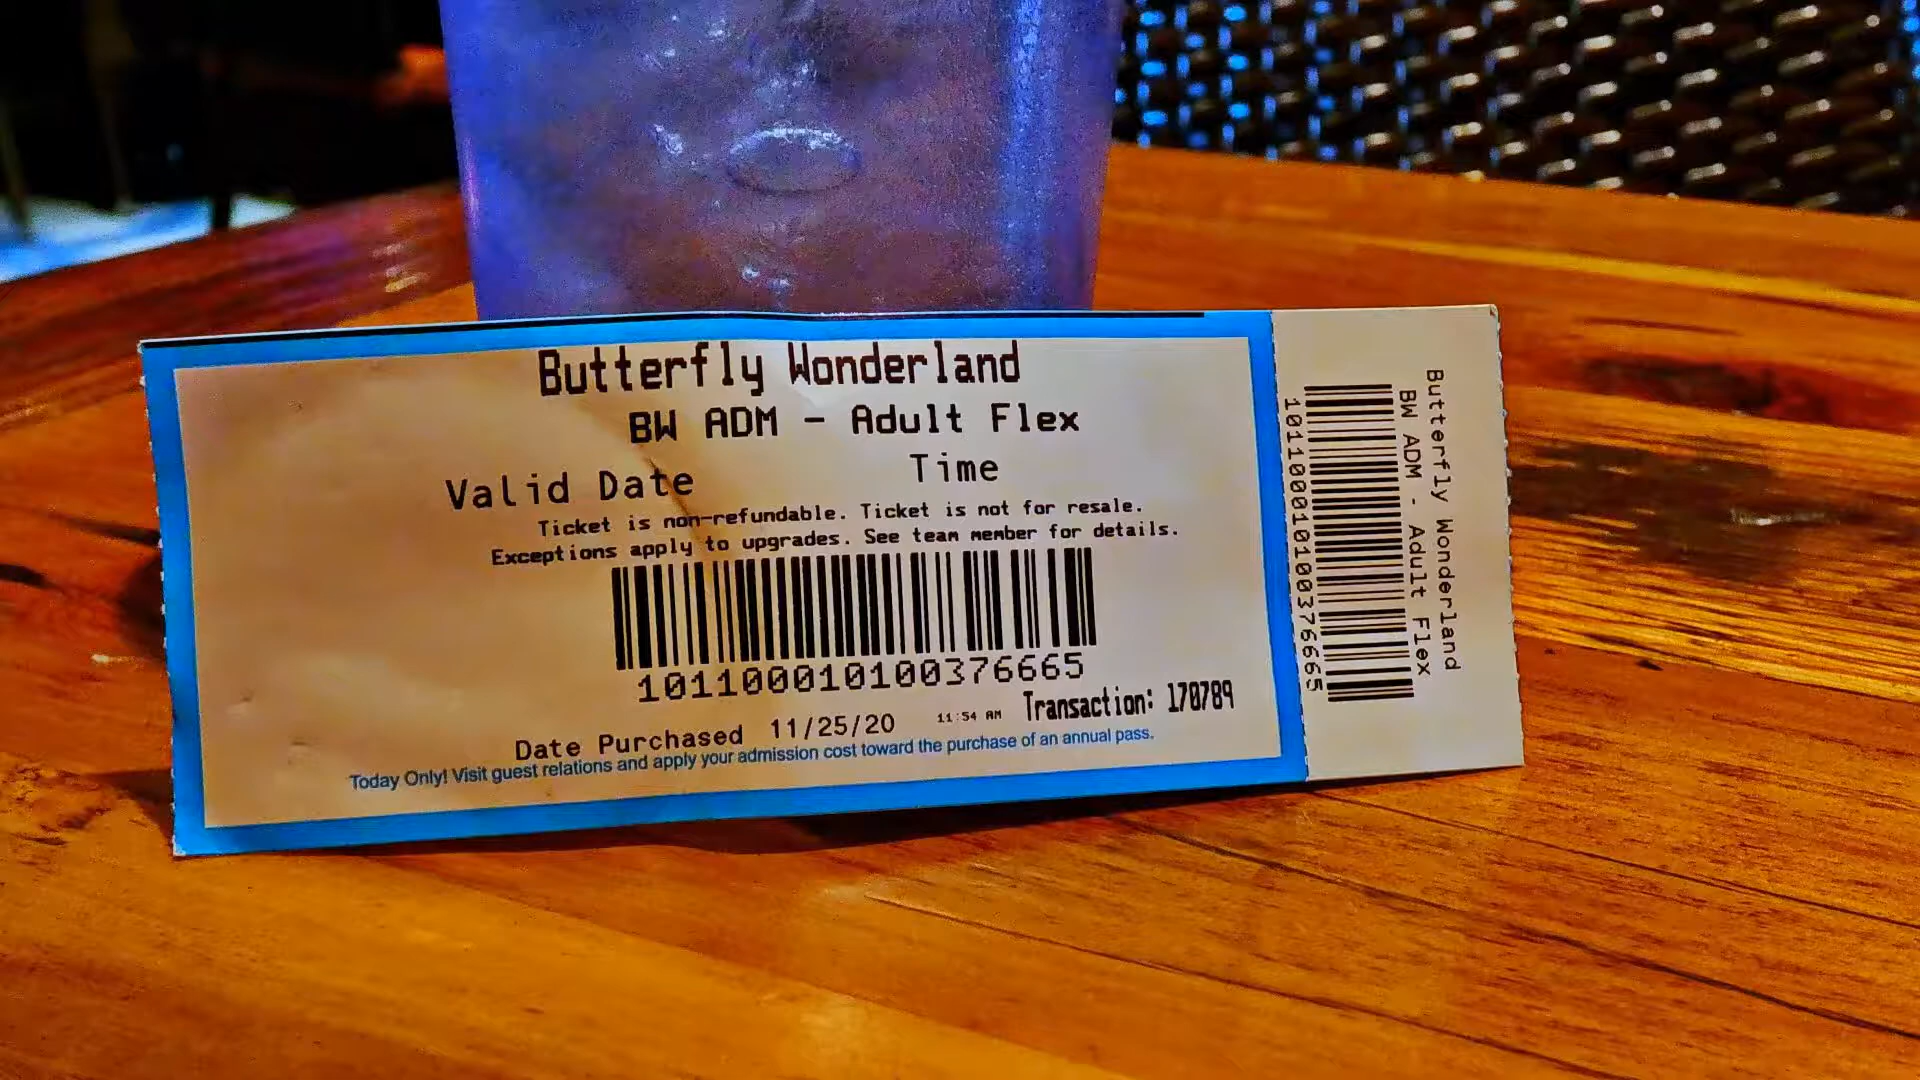 Butterfly Wonderland
BW ADM - Adult Flex
Valid Date Time
Ticket is non-refundable. Ticket is not for resale.
Exceptions apply to upgrades. See team member for details.
101100010100376665
Date Purchased 11/25/20 11:54 AM Transaction: 170789
Today Only! Visit guest relations and apply your admission cost toward the purchase of an annual pass.
Butterfly Wonderland
BW ADM - Adult Flex
101100010100376665